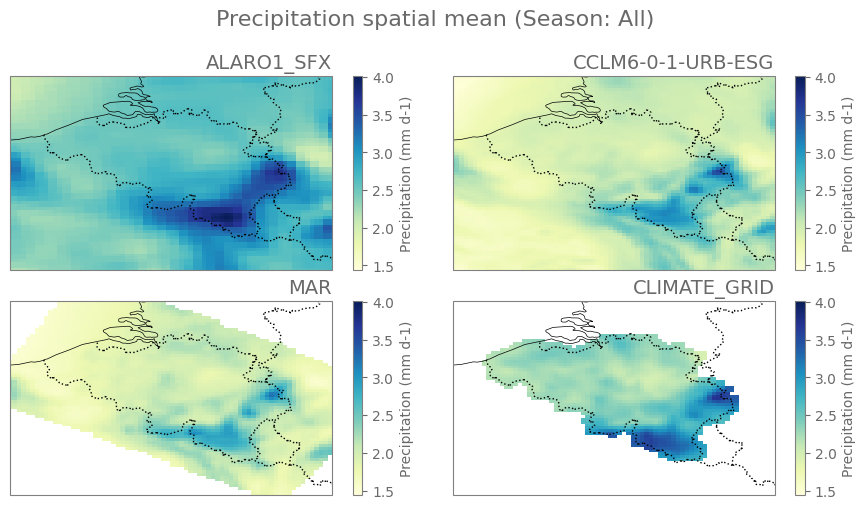 Precipitation spatial mean (Season: All)
ALARO1_SFX
4.0
3.5
3.0
2.5
2.0
1.5
Precipitation (mm d-1)
CCLM6-0-1-URB-ESG
4.0
3.5
3.0
2.5
2.0
1.5
Precipitation (mm d-1)
MAR
4.0
3.5
3.0
2.5
2.0
1.5
Precipitation (mm d-1)
CLIMATE_GRID
4.0
3.5
3.0
2.5
2.0
1.5
Precipitation (mm d-1)